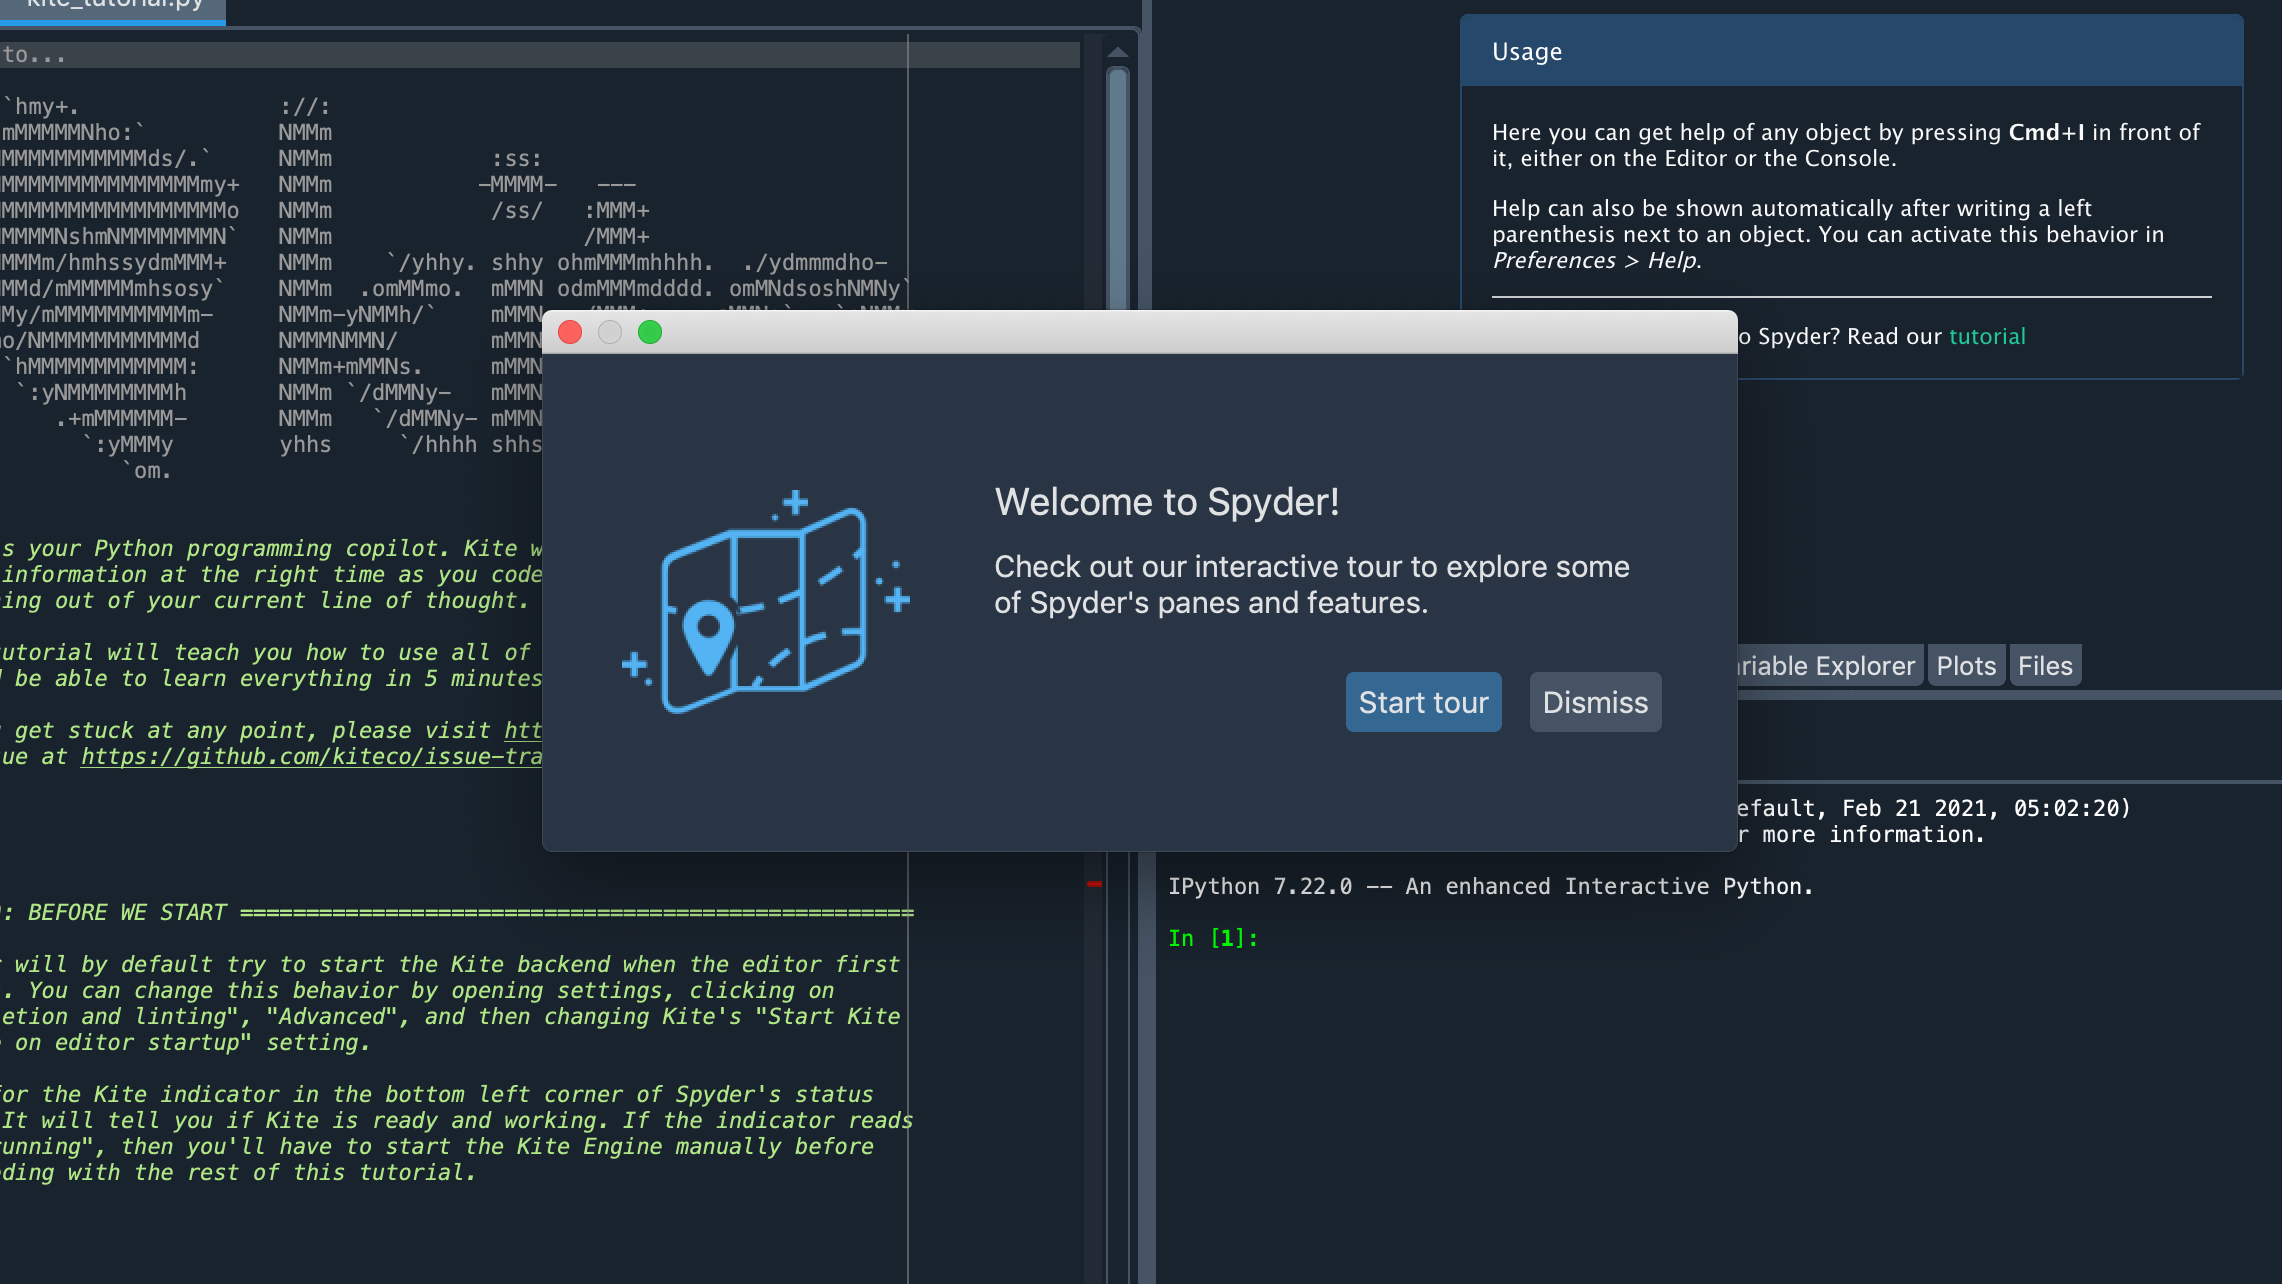 kite_tutorial.py
to...
`hmy+. ://:
mMMMMMNho:` NMMm
MMMMMMMMMMMMds/.` NMMm :ss:
MMMMMMMMMMMMMMMMmy+ NMMm -MMMM- ---
MMMMMMMMMMMMMMMMMMMo NMMm /ss/ :MMM+
MMMMMNshmNMMMMMMMN` NMMm /MMM+
MMMMm/hmhssydmMMM+ NMMm `/yhhy. shhy ohmMMMmhhhh. ./ydmmmdho-
MMMd/mMMMMMmhsosy` NMMm .omMMmo. mMMN odmMMMmdddd. omMNdsoshNMNy`
MMy/mMMMMMMMMMMm- NMMm-yNMMh/` mMMN
o/NMMMMMMMMMMMd NMMMNMMN/ mMMN
`hMMMMMMMMMMMM: NMMm+mMMNs. mMMN
`:yNMMMMMMMMh NMMm `/dMMNy- mMMN
.+mMMMMMM- NMMm `/dMMNy- mMMN
`:yMMMy yhhs `/hhhh shhs
`om.
s your Python programming copilot. Kite w
information at the right time as you code
ing out of your current line of thought.
utorial will teach you how to use all of
be able to learn everything in 5 minutes
get stuck at any point, please visit htt
ue at https://github.com/kiteco/issue-tra
: BEFORE WE START ===================================================
will by default try to start the Kite backend when the editor first
. You can change this behavior by opening settings, clicking on
etion and linting", "Advanced", and then changing Kite's "Start Kite
on editor startup" setting.
or the Kite indicator in the bottom left corner of Spyder's status
It will tell you if Kite is ready and working. If the indicator reads
unning", then you'll have to start the Kite Engine manually before
ding with the rest of this tutorial.
Welcome to Spyder!
Check out our interactive tour to explore some
of Spyder's panes and features.
Start tour Dismiss
Usage
Here you can get help of any object by pressing Cmd+I in front of
it, either on the Editor or the Console.
Help can also be shown automatically after writing a left
parenthesis next to an object. You can activate this behavior in
Preferences > Help.
o Spyder? Read our tutorial
riable Explorer Plots Files
efault, Feb 21 2021, 05:02:20)
r more information.
IPython 7.22.0 -- An enhanced Interactive Python.
In [1]: